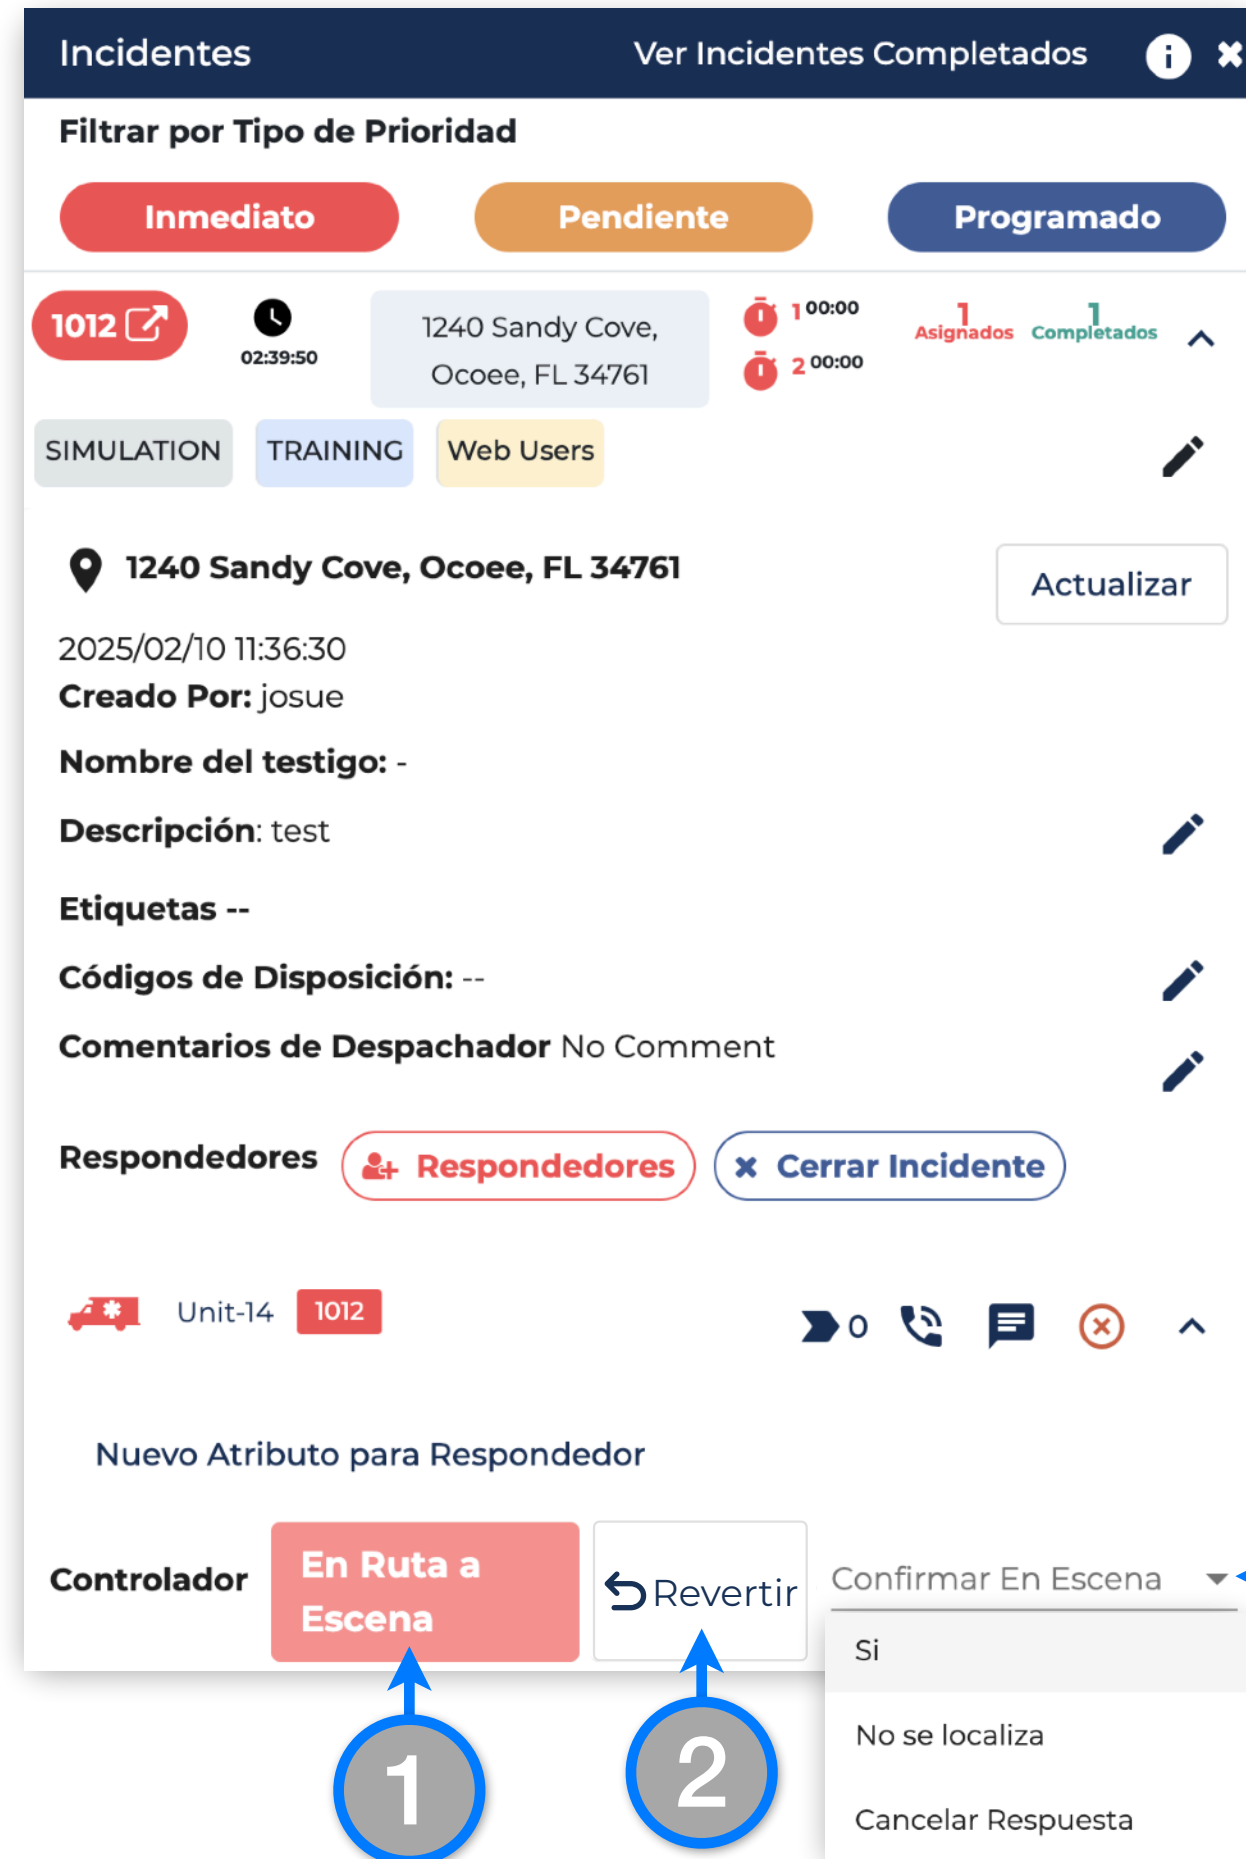 Incidentes Ver Incidentes Completados
Filtrar por Tipo de Prioridad
Inmediato Pendiente Programado
1012 02:39:50 1240 Sandy Cove, Ocoee, FL 34761 1 00:00 2 00:00 1 Asignados 1 Completados
SIMULATION TRAINING Web Users
1240 Sandy Cove, Ocoee, FL 34761 Actualizar
2025/02/10 11:36:30
Creado Por: josue
Nombre del testigo: -
Descripción: test
Etiquetas --
Códigos de Disposición: --
Comentarios de Despachador No Comment
Respondedores Respondedores Cerrar Incidente
Unit-14 1012 0
Nuevo Atributo para Respondedor
Controlador En Ruta a Escena Revertir Confirmar En Escena
Si
No se localiza
Cancelar Respuesta
1 2